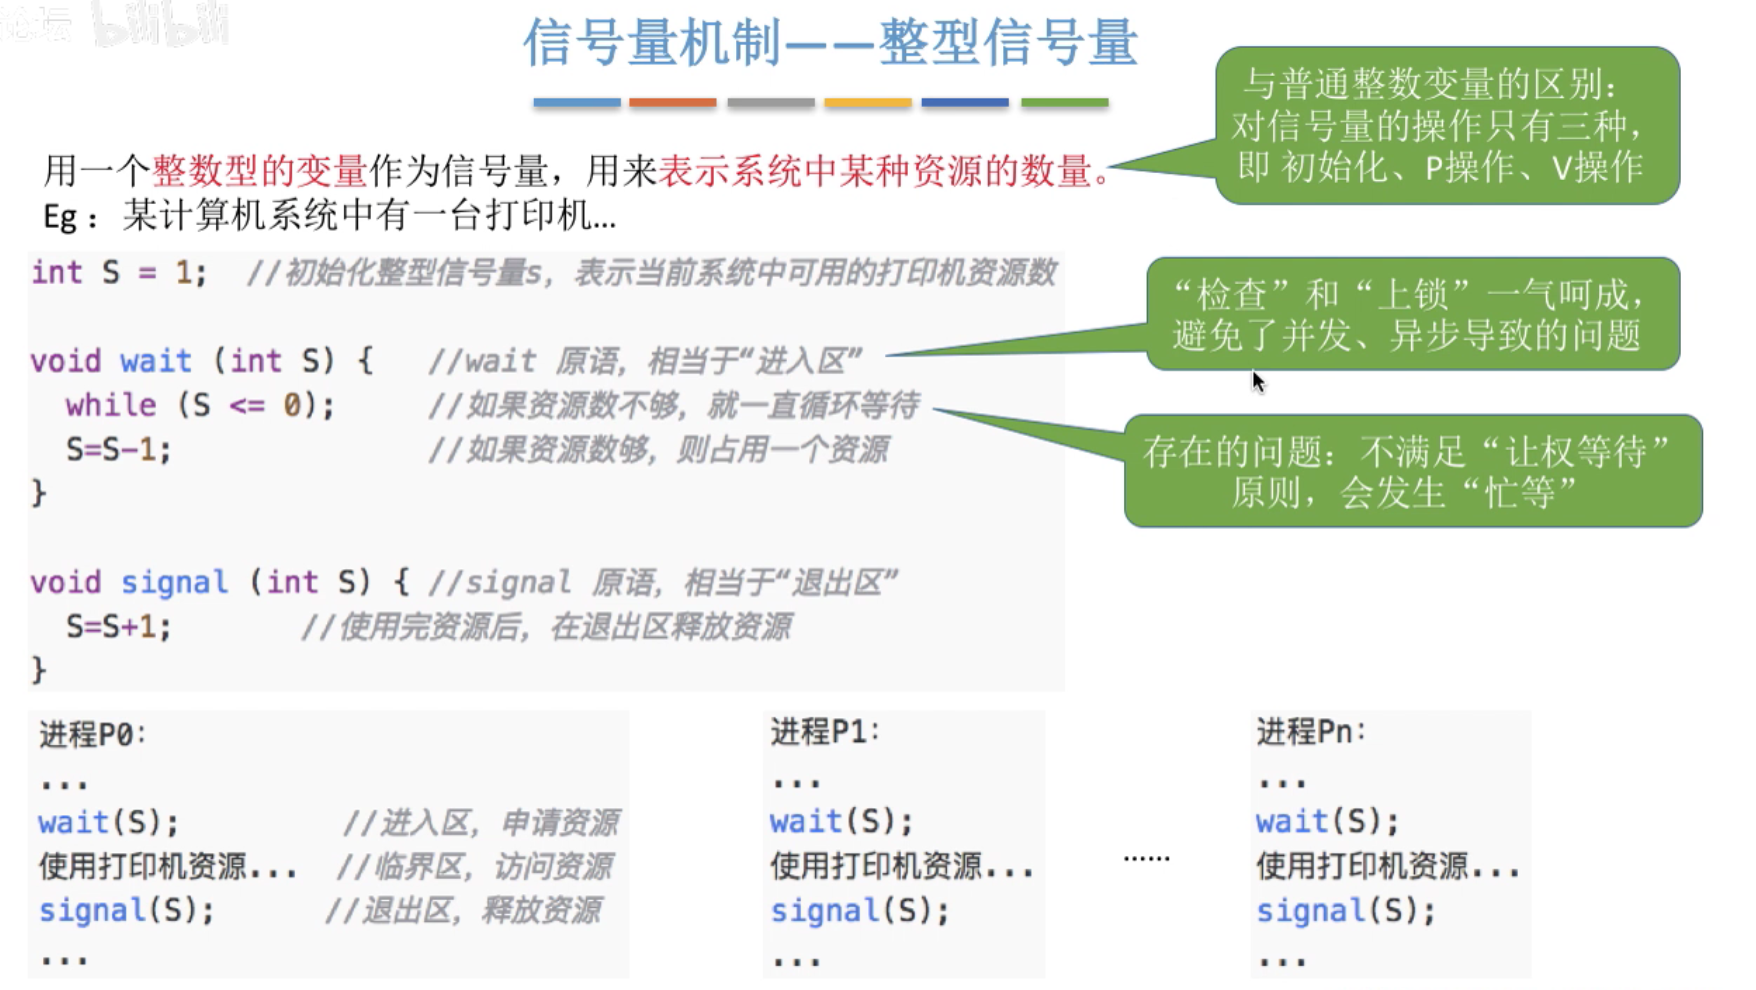 论坛 bilibili
信号量机制——整型信号量
与普通整数变量的区别：
对信号量的操作只有三种，
即 初始化、P操作、V操作
用一个整数型的变量作为信号量，用来表示系统中某种资源的数量。
Eg：某计算机系统中有一台打印机...
int S = 1;  //初始化整型信号量s，表示当前系统中可用的打印机资源数
“检查”和“上锁”一气呵成，
避免了并发、异步导致的问题
void wait (int S) {   //wait 原语，相当于“进入区”
while (S <= 0);     //如果资源数不够，就一直循环等待
S=S-1;              //如果资源数够，则占用一个资源
}
存在的问题：不满足“让权等待”
原则，会发生“忙等”
void signal (int S) { //signal 原语，相当于“退出区”
S=S+1;       //使用完资源后，在退出区释放资源
}
进程P0：
...
wait(S);         //进入区，申请资源
使用打印机资源...  //临界区，访问资源
signal(S);      //退出区，释放资源
...
进程P1：
...
wait(S);
使用打印机资源...
signal(S);
...
......
进程Pn：
...
wait(S);
使用打印机资源...
signal(S);
...